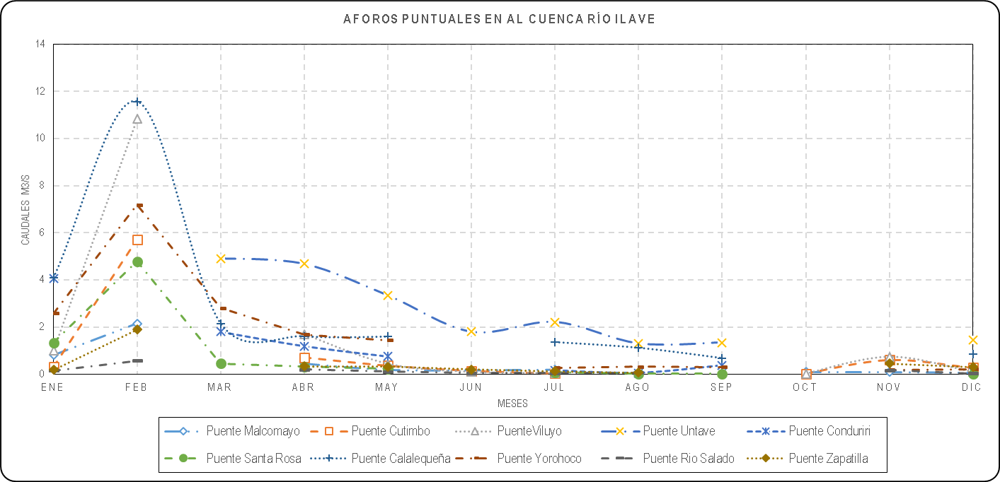 AFOROS PUNTUALES EN AL CUENCA RÍO ILAVE
14
12
10
8
6
4
2
0
CAUDALES M3/S
ENE FEB MAR ABR MAY JUN JUL AGO SEP OCT NOV DIC
MESES
Puente Malcomayo Puente Cutimbo PuenteViluyo Puente Untave Puente Conduriri
Puente Santa Rosa Puente Calalequeña Puente Yorohoco Puente Rio Salado Puente Zapatilla